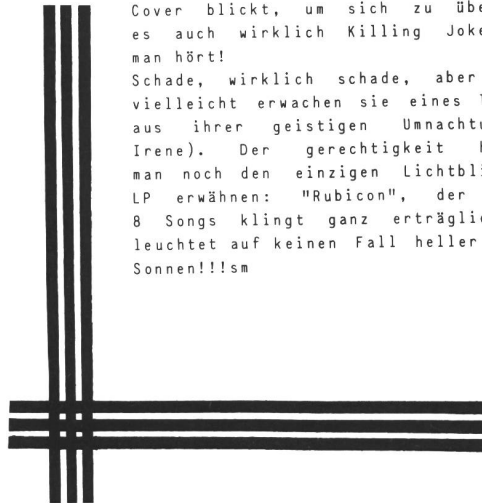 Cover blickt, um sich zu übe
es auch wirklich Killing Joke
man hört!
Schade, wirklich schade, aber
vielleicht erwachen sie eines
aus ihrer geistigen Umnachtu
Irene). Der gerechtigkeit
man noch den einzigen Lichtbli
LP erwähnen: "Rubicon", der
8 Songs klingt ganz erträgli
leuchtet auf keinen Fall heller
Sonnen!!!sm